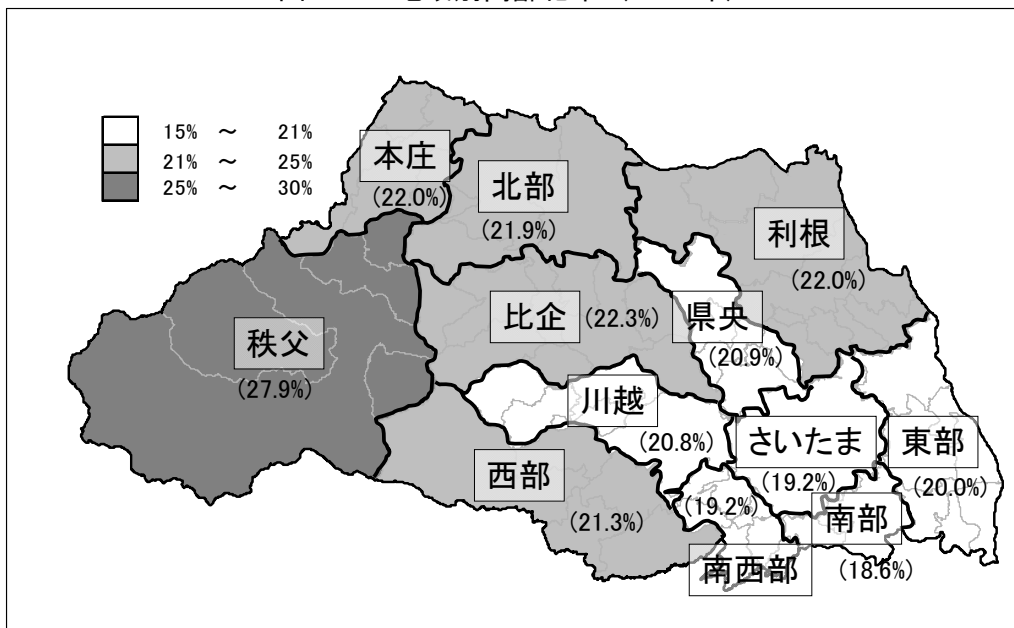 15% ～ 21%
21% ～ 25%
25% ～ 30%
本庄
(22.0%)
北部
(21.9%)
利根
(22.0%)
秩父
(27.9%)
比企 (22.3%)
県央
(20.9%)
川越
(20.8%)
さいたま
(19.2%)
東部
(20.0%)
西部
(21.3%)
(19.2%)
南西部
南部
(18.6%)